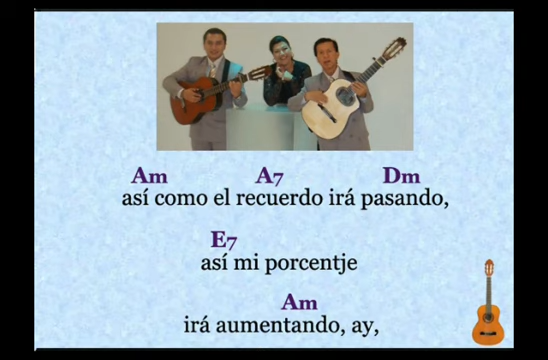 Am A7 Dm
así como el recuerdo irá pasando,
E7
así mi porcentje
Am
irá aumentando, ay,